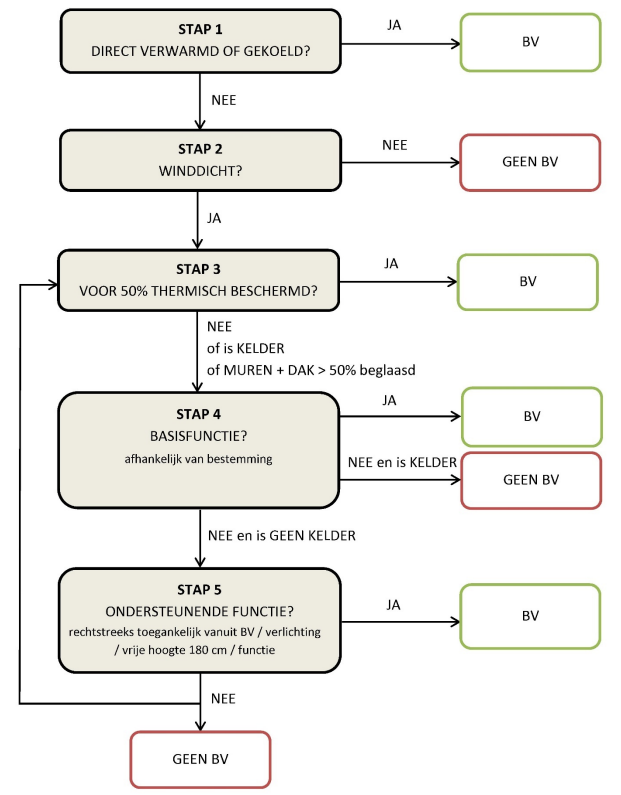 STAP 1
DIRECT VERWARMD OF GEKOELD?
JA
BV
NEE
STAP 2
WINDDICHT?
NEE
GEEN BV
JA
STAP 3
VOOR 50% THERMISCH BESCHERMD?
JA
BV
NEE
of is KELDER
of MUREN + DAK > 50% beglaasd
STAP 4
BASISFUNCTIE?
afhankelijk van bestemming
JA
BV
NEE en is KELDER
GEEN BV
NEE en is GEEN KELDER
STAP 5
ONDERSTEUNENDE FUNCTIE?
rechtstreeks toegankelijk vanuit BV / verlichting
/ vrije hoogte 180 cm / functie
JA
BV
NEE
GEEN BV